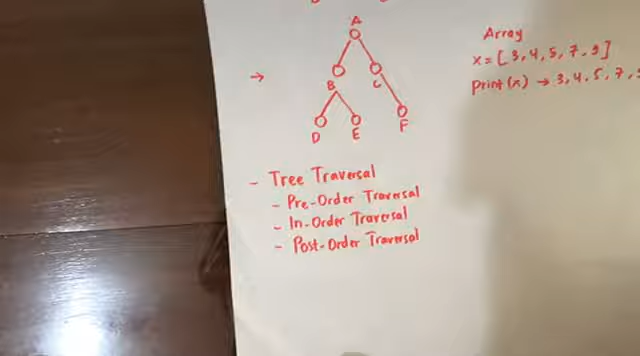 A
B
C
D
E
F
- Tree Traversal
- Pre-Order Traversal
- In-Order Traversal
- Post-Order Traversal
Array
x = [ 3, 4, 5, 7, 9 ]
Print (x) → 3, 4, 5, 7,